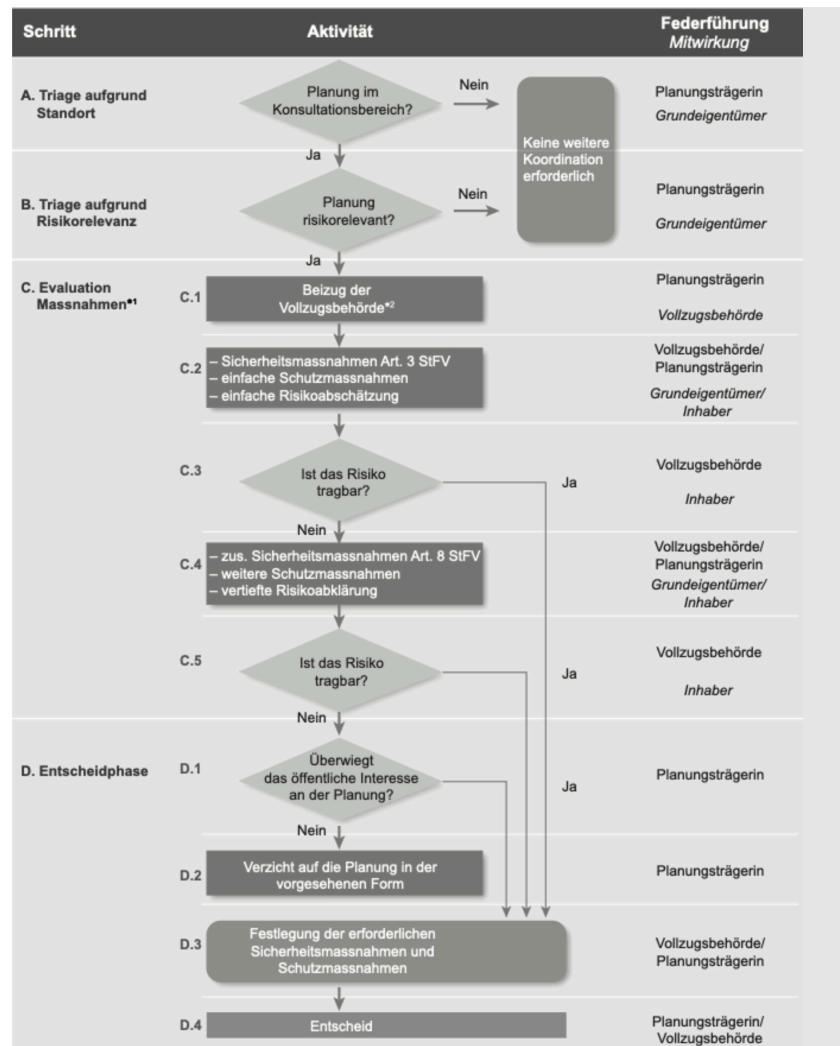 Schritt
Aktivität
Federführung
Mitwirkung
A. Triage aufgrund
Standort
Planung im
Konsultationsbereich?
Nein
Keine weitere
Koordination
erforderlich
Planungsträgerin
Grundeigentümer
Ja
B. Triage aufgrund
Risikorelevanz
Planung
risikorelevant?
Nein
Planungsträgerin
Grundeigentümer
Ja
C. Evaluation
Massnahmen*1
C.1
Beizug der
Vollzugsbehörde*2
Planungsträgerin
Vollzugsbehörde
C.2
– Sicherheitsmassnahmen Art. 3 StFV
– einfache Schutzmassnahmen
– einfache Risikoabschätzung
Vollzugsbehörde/
Planungsträgerin
Grundeigentümer/
Inhaber
C.3
Ist das Risiko
tragbar?
Ja
Vollzugsbehörde
Inhaber
Nein
C.4
– zus. Sicherheitsmassnahmen Art. 8 StFV
– weitere Schutzmassnahmen
– vertiefte Risikoabklärung
Vollzugsbehörde/
Planungsträgerin
Grundeigentümer/
Inhaber
C.5
Ist das Risiko
tragbar?
Ja
Vollzugsbehörde
Inhaber
Nein
D. Entscheidphase
D.1
Überwiegt
das öffentliche Interesse
an der Planung?
Ja
Planungsträgerin
Nein
D.2
Verzicht auf die Planung in der
vorgesehenen Form
Planungsträgerin
D.3
Festlegung der erforderlichen
Sicherheitsmassnahmen und
Schutzmassnahmen
Vollzugsbehörde/
Planungsträgerin
D.4
Entscheid
Planungsträgerin/
Vollzugsbehörde